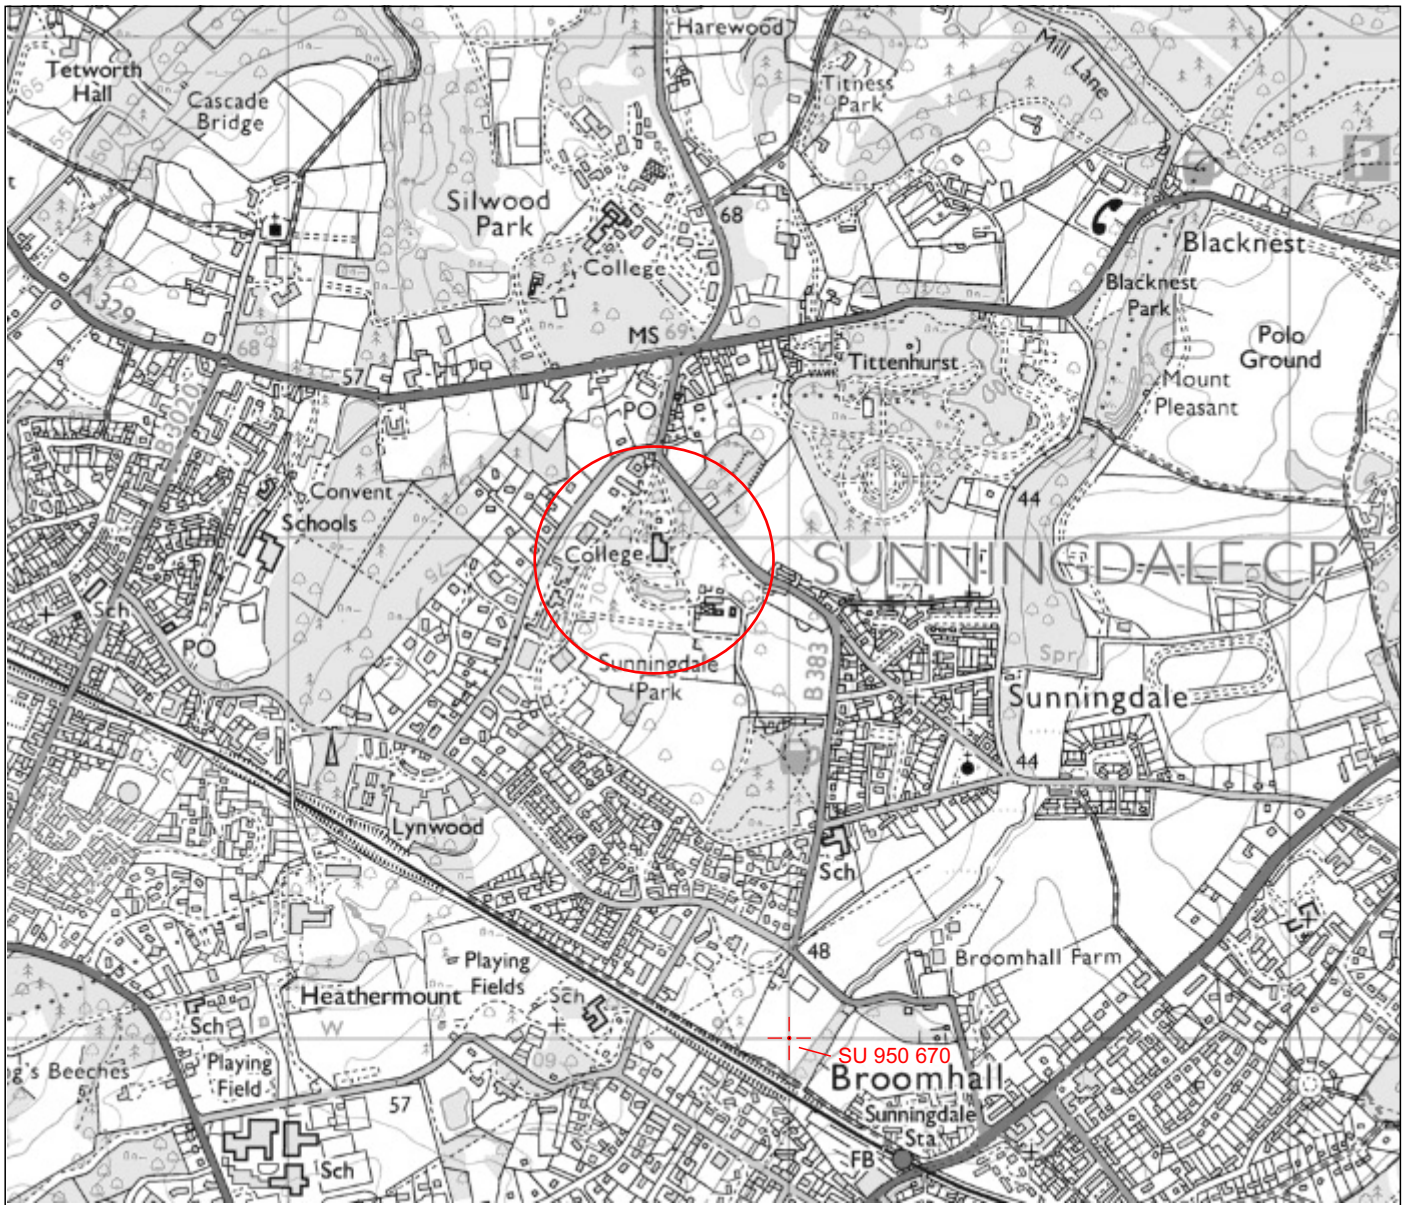 Harewood
Mill Lane
Tetworth
Hall
Cascade
Bridge
Titness
Park
P
Silwood
Park
68
College
Blacknest
A 329
Blacknest
Park
MS
69
68
57
Tittenhurst
Polo
Ground
Mount
Pleasant
B 3020
PO
Convent
Schools
44
College
SUNNINGDALE CP
70
Sch
PO
Sunningdale
Park
B 383
Spr
Sunningdale
44
Lynwood
Sch
48
Broomhall Farm
Playing
Fields
Heathermount
Sch
W
Sch
SU 950 670
Playing
Field
g's Beeches
Broomhall
57
Sunningdale
Sta
FB
Sch